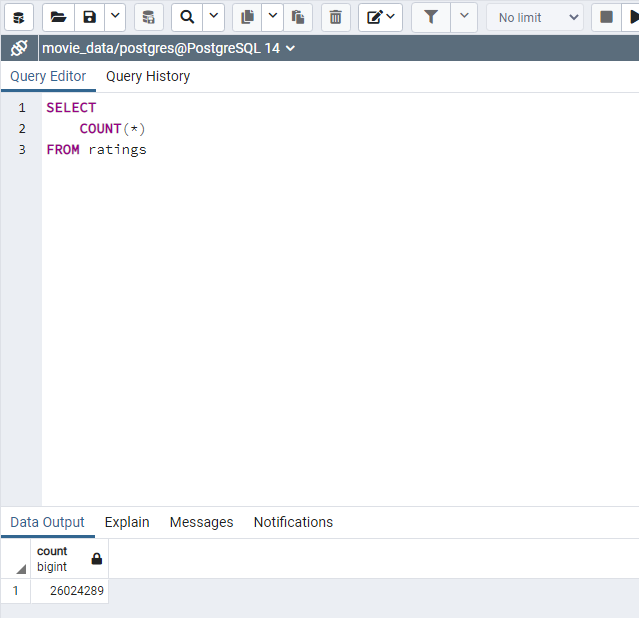 No limit
movie_data/postgres@PostgreSQL 14
Query Editor Query History
1 SELECT
2 COUNT(*)
3 FROM ratings
Data Output Explain Messages Notifications
count
bigint
1 26024289